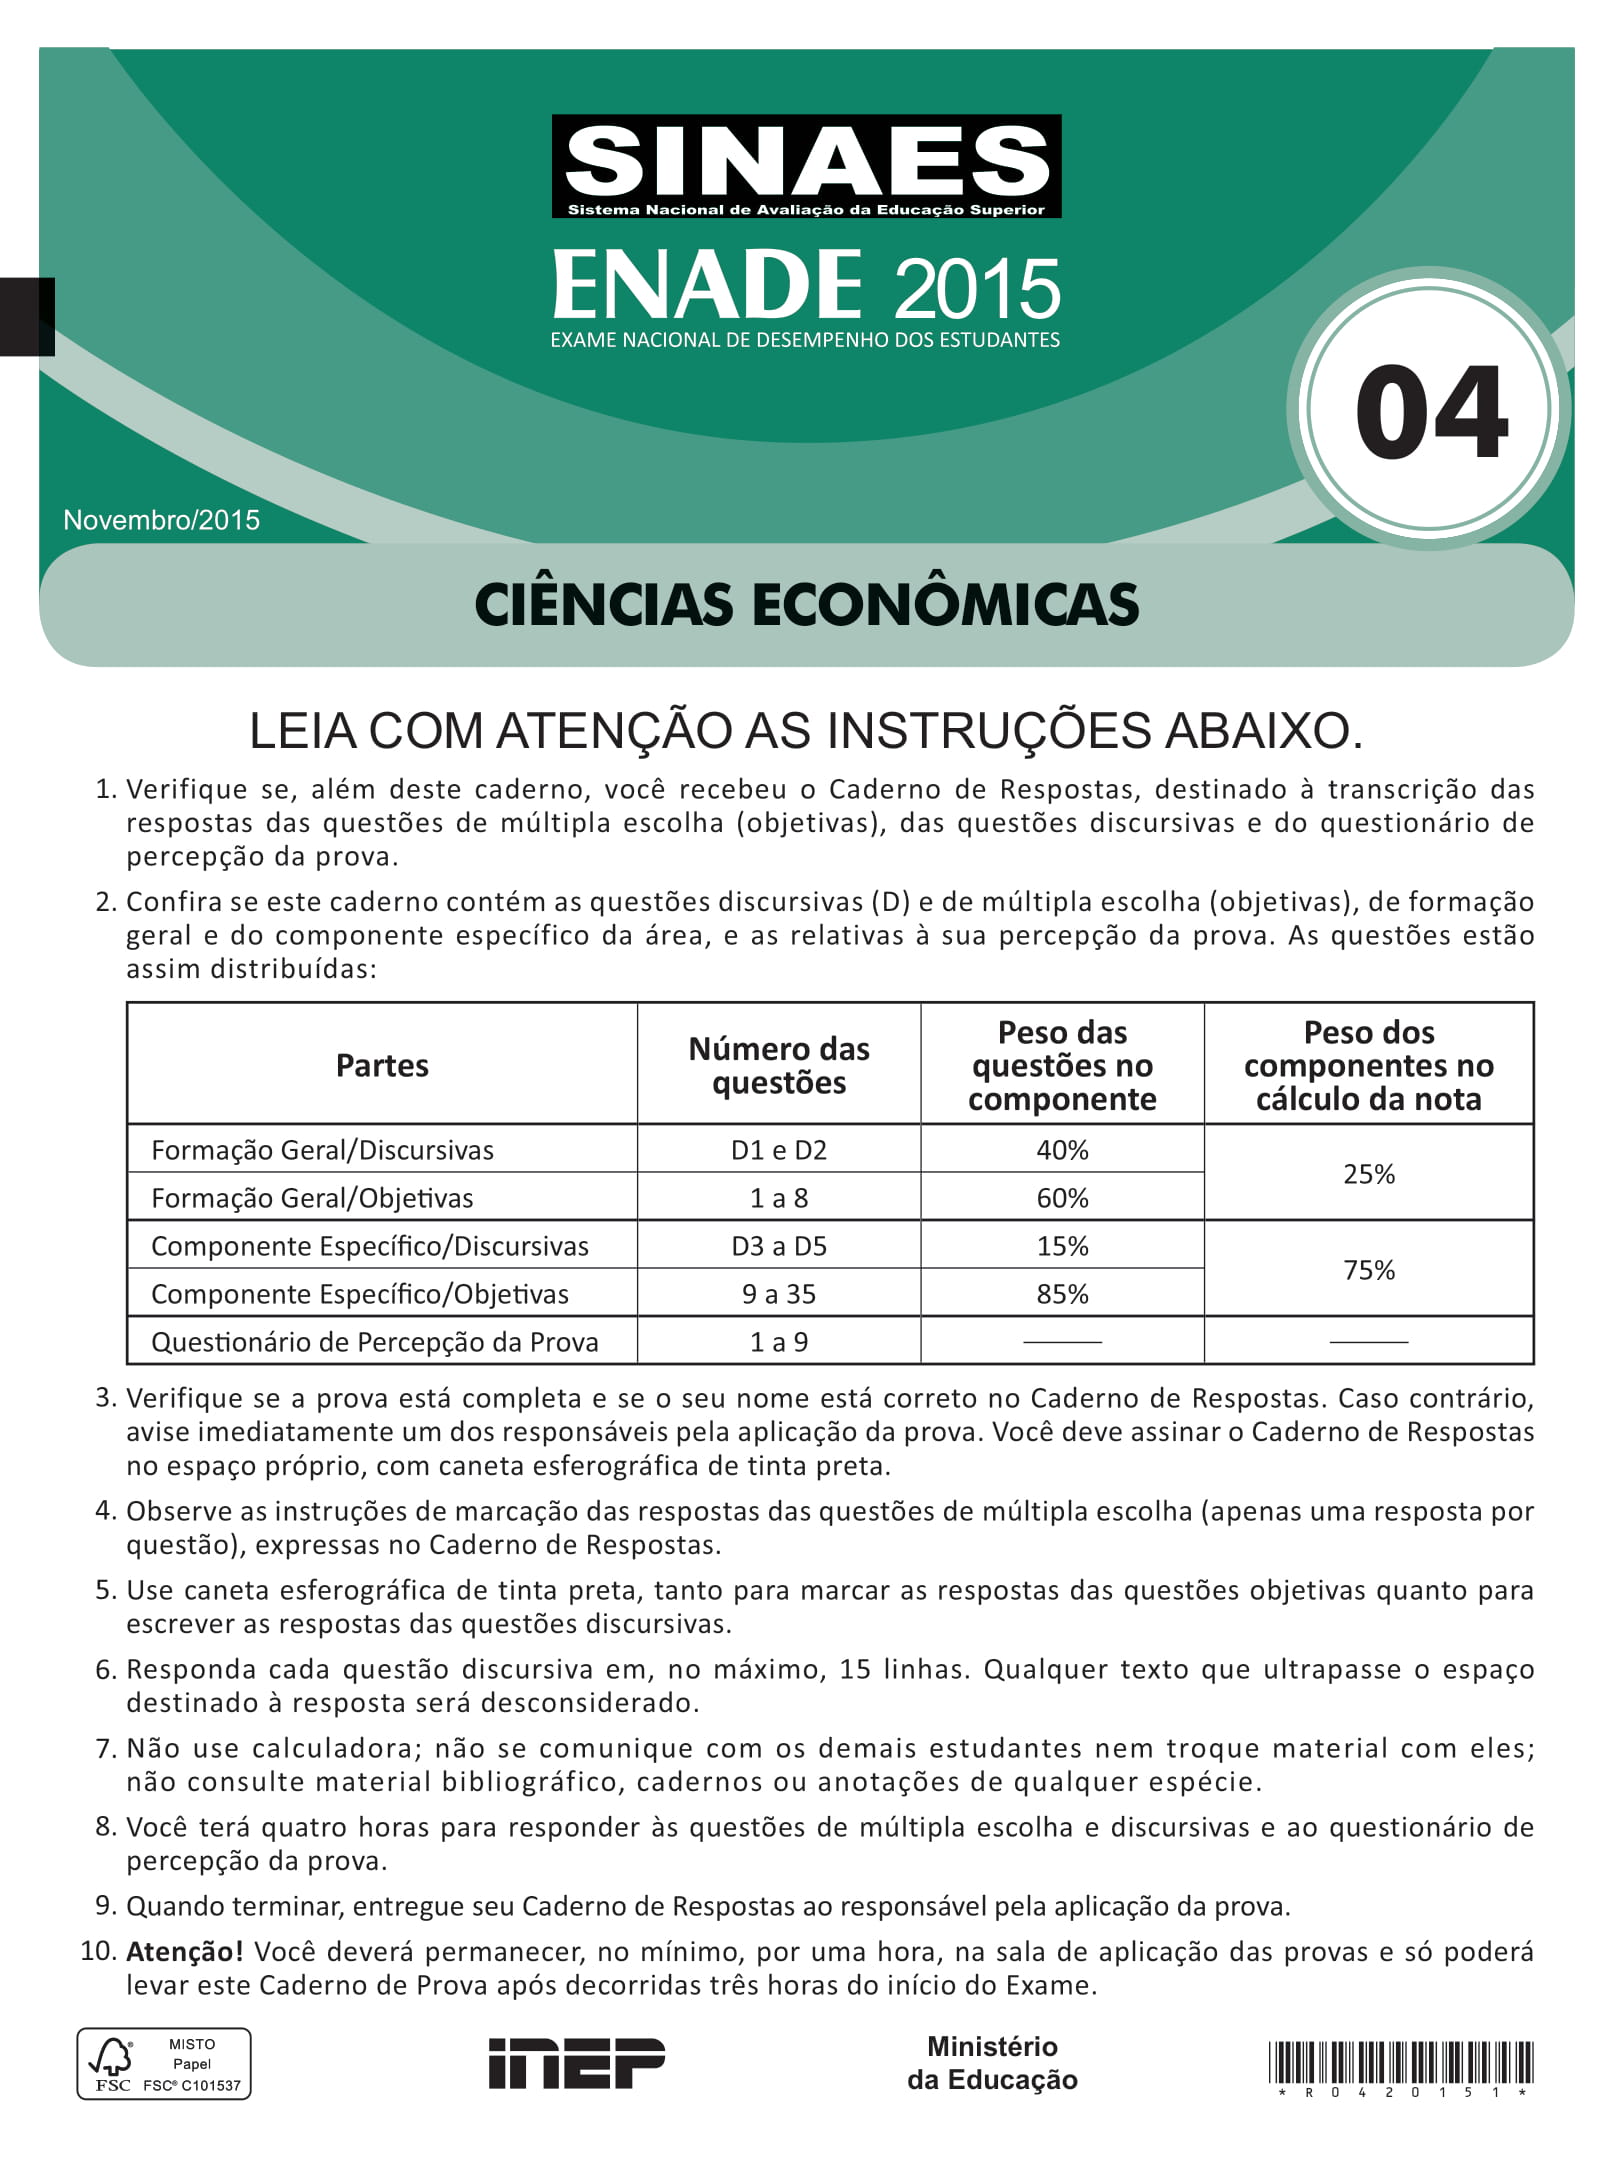 SINAES
Sistema Nacional de Avaliação da Educação Superior
ENADE 2015
EXAME NACIONAL DE DESEMPENHO DOS ESTUDANTES
04
Novembro/2015
CIÊNCIAS ECONÔMICAS
LEIA COM ATENÇÃO AS INSTRUÇÕES ABAIXO.
1. Verifique se, além deste caderno, você recebeu o Caderno de Respostas, destinado à transcrição das
respostas das questões de múltipla escolha (objetivas), das questões discursivas e do questionário de
percepção da prova.
2. Confira se este caderno contém as questões discursivas (D) e de múltipla escolha (objetivas), de formação
geral e do componente específico da área, e as relativas à sua percepção da prova. As questões estão
assim distribuídas:
Partes
Número das
questões
Peso das
questões no
componente
Peso dos
componentes no
cálculo da nota
Formação Geral/Discursivas D1 e D2 40%
25%
Formação Geral/Objetivas 1 a 8 60%
Componente Específico/Discursivas D3 a D5 15%
75%
Componente Específico/Objetivas 9 a 35 85%
Questionário de Percepção da Prova 1 a 9
3. Verifique se a prova está completa e se o seu nome está correto no Caderno de Respostas. Caso contrário,
avise imediatamente um dos responsáveis pela aplicação da prova. Você deve assinar o Caderno de Respostas
no espaço próprio, com caneta esferográfica de tinta preta.
4. Observe as instruções de marcação das respostas das questões de múltipla escolha (apenas uma resposta por
questão), expressas no Caderno de Respostas.
5. Use caneta esferográfica de tinta preta, tanto para marcar as respostas das questões objetivas quanto para
escrever as respostas das questões discursivas.
6. Responda cada questão discursiva em, no máximo, 15 linhas. Qualquer texto que ultrapasse o espaço
destinado à resposta será desconsiderado.
7. Não use calculadora; não se comunique com os demais estudantes nem troque material com eles;
não consulte material bibliográfico, cadernos ou anotações de qualquer espécie.
8. Você terá quatro horas para responder às questões de múltipla escolha e discursivas e ao questionário de
percepção da prova.
9. Quando terminar, entregue seu Caderno de Respostas ao responsável pela aplicação da prova.
10. Atenção! Você deverá permanecer, no mínimo, por uma hora, na sala de aplicação das provas e só poderá
levar este Caderno de Prova após decorridas três horas do início do Exame.
FSC
MISTO
Papel
FSC® C101537
INEP
Ministério
da Educação
* R 0 4 2 0 1 5 1 *